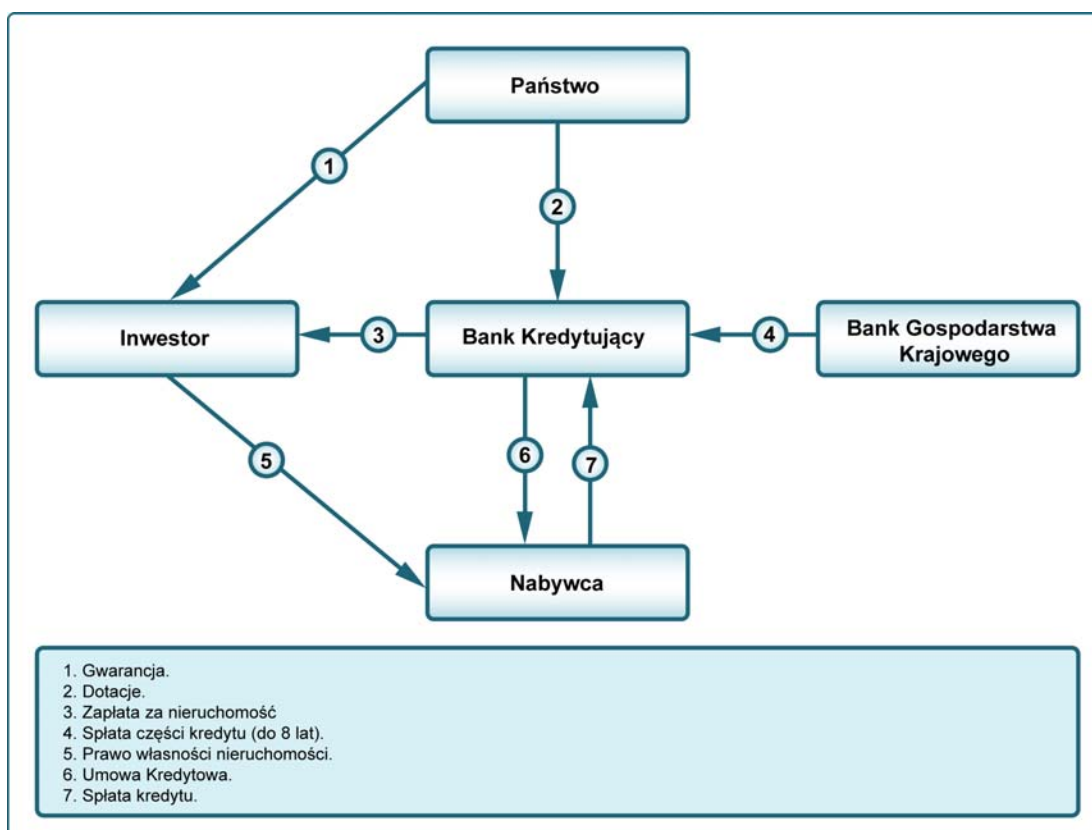 Państwo
1
2
Inwestor
3
Bank Kredytujący
4
Bank Gospodarstwa
Krajowego
5
6
7
Nabywca
1. Gwarancja.
2. Dotacje.
3. Zapłata za nieruchomość
4. Spłata części kredytu (do 8 lat).
5. Prawo własności nieruchomości.
6. Umowa Kredytowa.
7. Spłata kredytu.